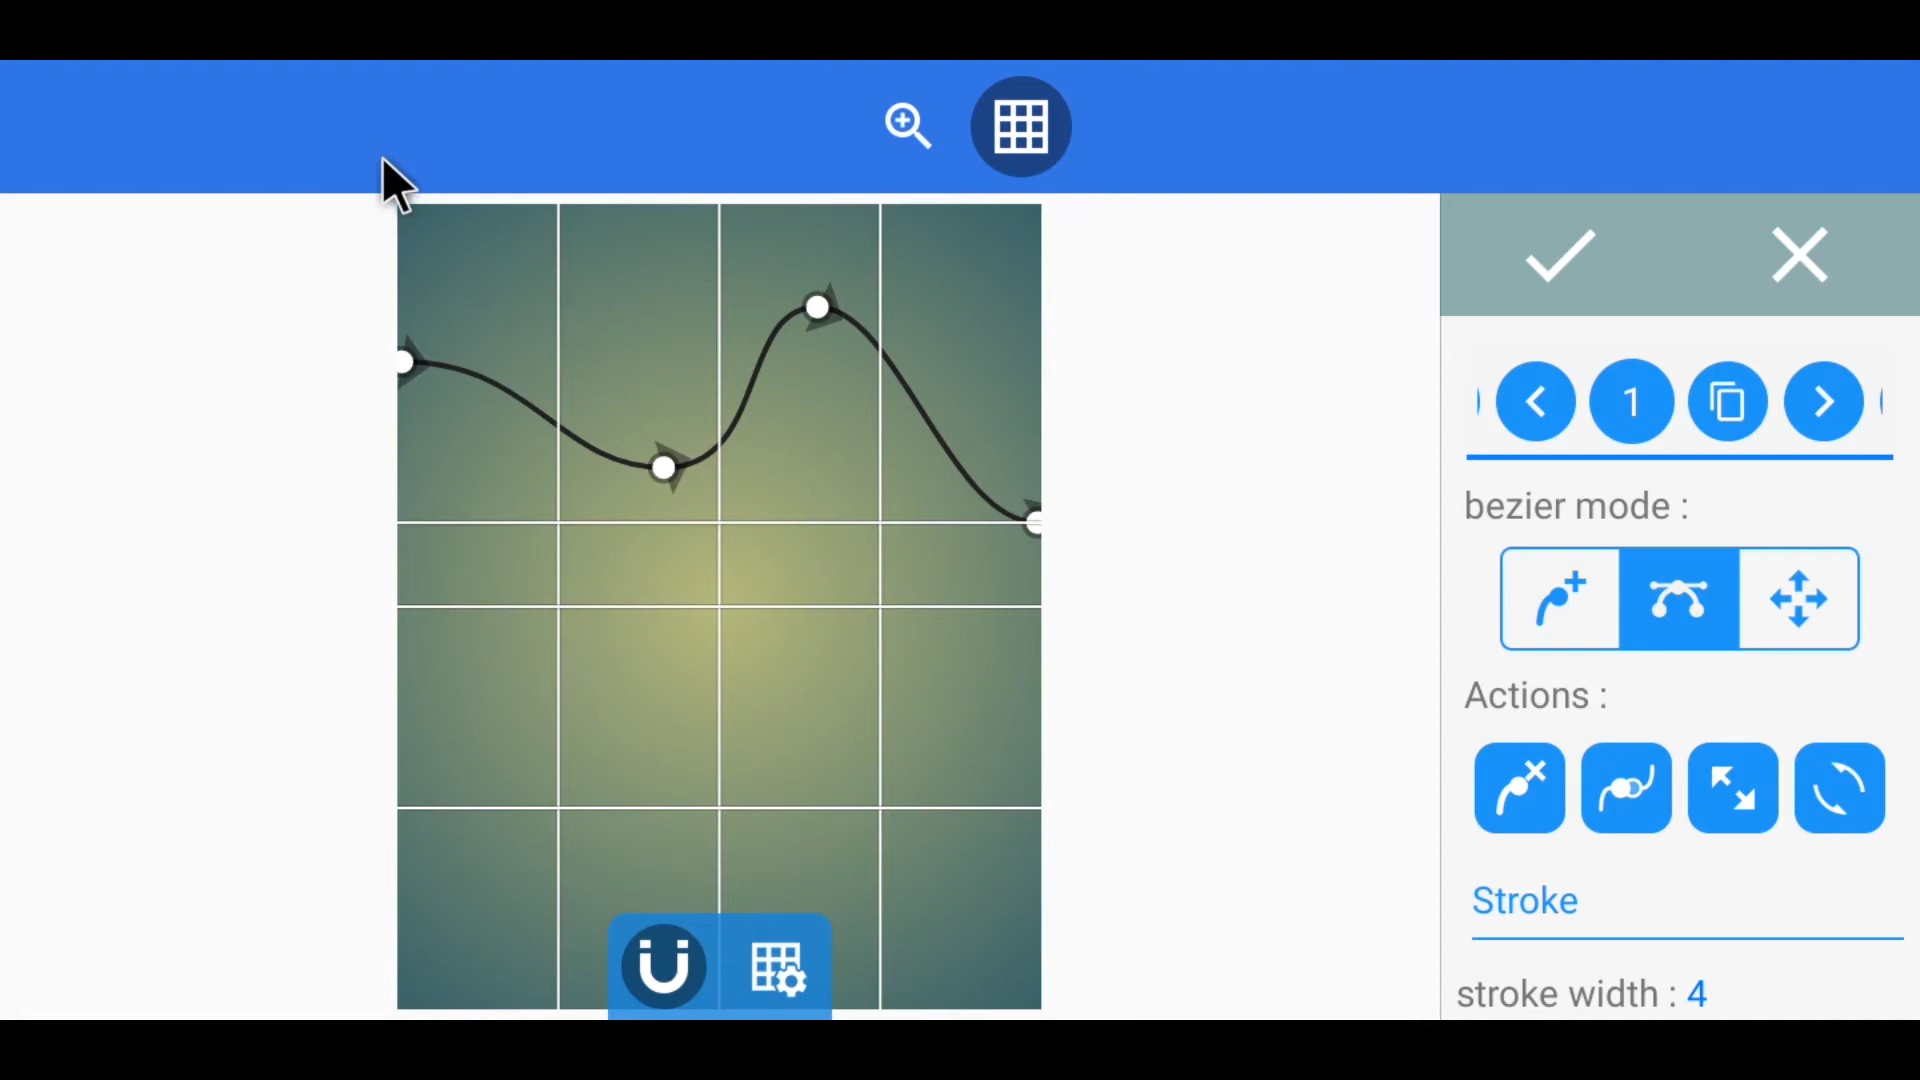 1
bezier mode :
Actions :
Stroke
stroke width : 4